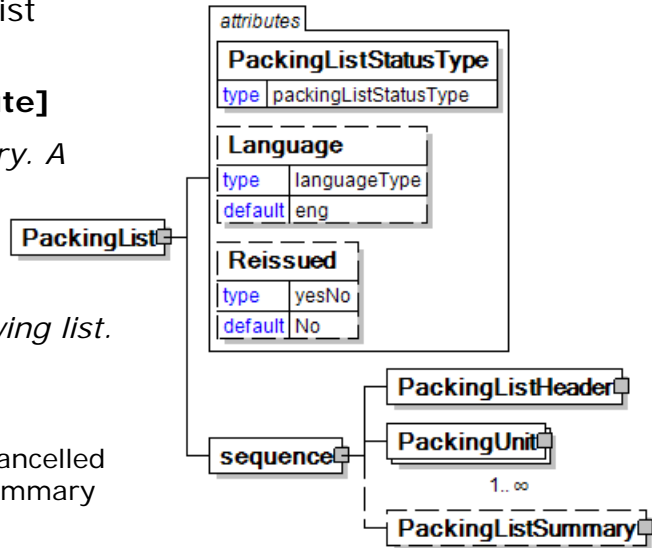 ist
attributes
PackingListStatusType
type packingListStatusType
te]
ry. A
Language
type languageType
default eng
PackingList
Reissued
type yesNo
default No
ving list.
PackingListHeader
ancelled
ummary
sequence
PackingUnit
1.. ∞
PackingListSummary